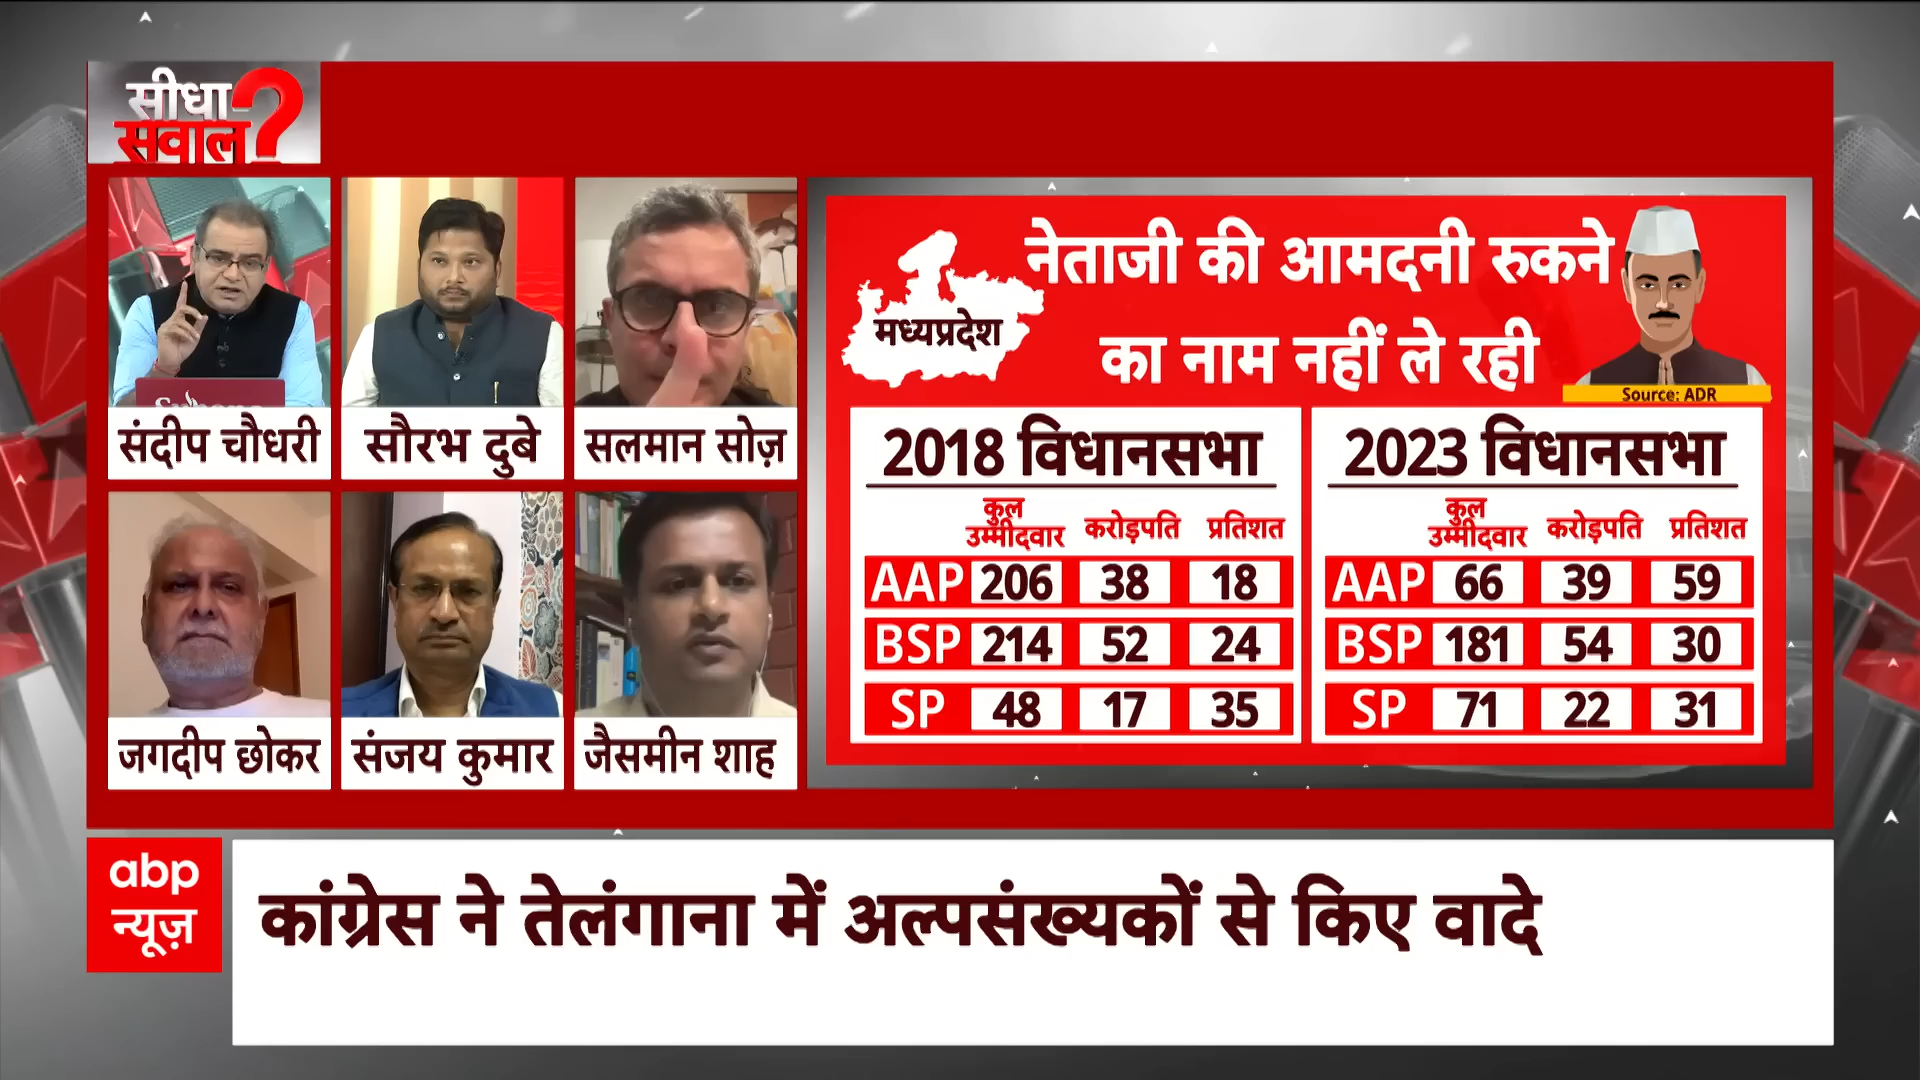 सीधा
सवाल?
संदीप चौधरी
सौरभ दुबे
सलमान सोज़
जगदीप छोकर
संजय कुमार
जैसमीन शाह
नेताजी की आमदनी रुकने
का नाम नहीं ले रही
मध्यप्रदेश
Source: ADR
2018 विधानसभा
कुल उम्मीदवार करोड़पति प्रतिशत
AAP 206 38 18
BSP 214 52 24
SP 48 17 35
2023 विधानसभा
कुल उम्मीदवार करोड़पति प्रतिशत
AAP 66 39 59
BSP 181 54 30
SP 71 22 31
abp
न्यूज़
कांग्रेस ने तेलंगाना में अल्पसंख्यकों से किए वादे